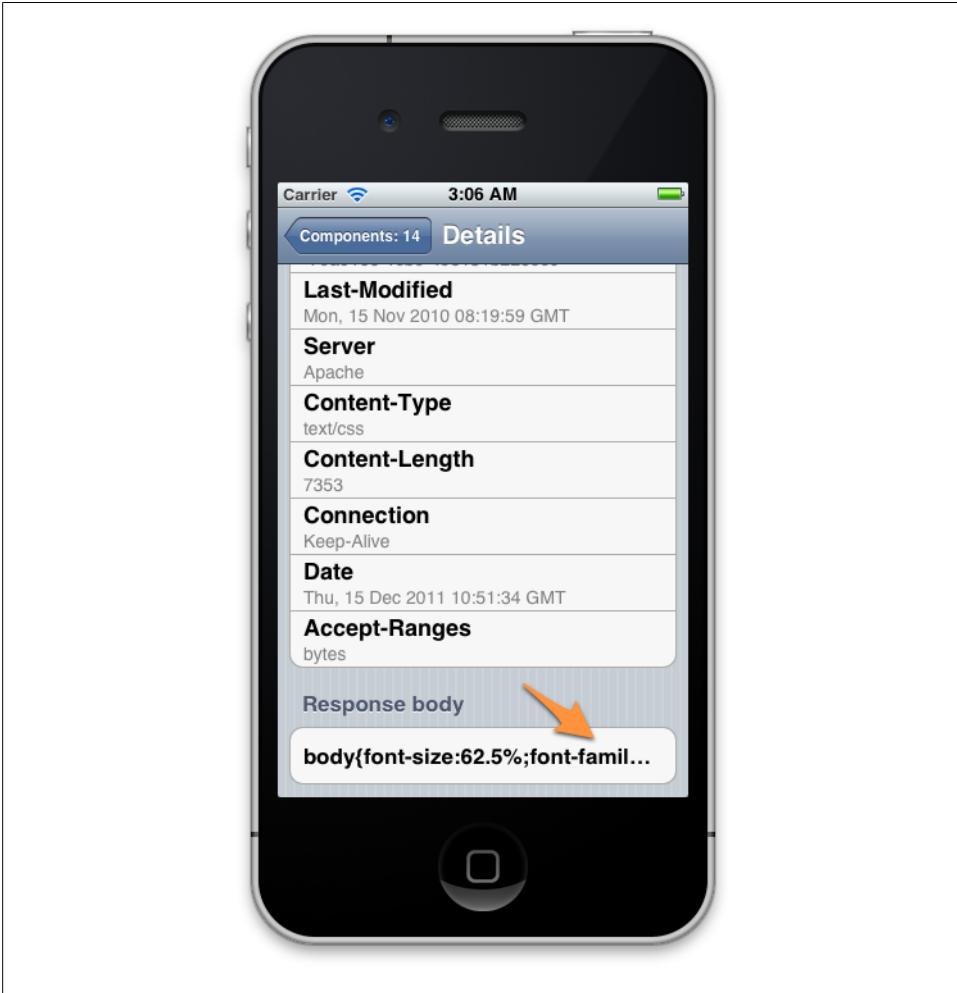 Carrier 3:06 AM
Components: 14 Details
Last-Modified
Mon, 15 Nov 2010 08:19:59 GMT
Server
Apache
Content-Type
text/css
Content-Length
7353
Connection
Keep-Alive
Date
Thu, 15 Dec 2011 10:51:34 GMT
Accept-Ranges
bytes
Response body
body{font-size:62.5%;font-famil...